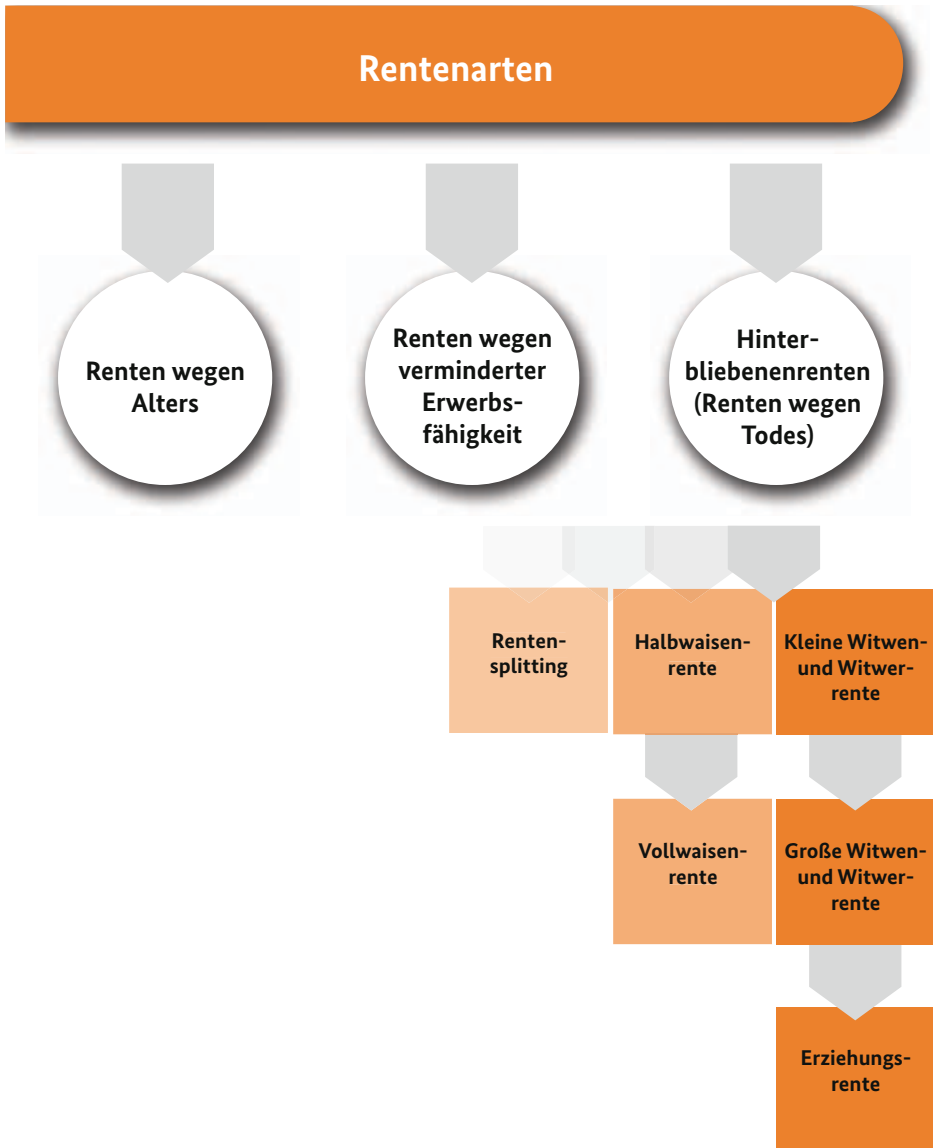 Rentenarten
Renten wegen
Alters
Renten wegen
verminderter
Erwerbs-
fähigkeit
Hinter-
bliebenenrenten
(Renten wegen
Todes)
Renten-
splitting
Halbwaisen-
rente
Kleine Witwen-
und Witwer-
rente
Vollwaisen-
rente
Große Witwen-
und Witwer-
rente
Erziehungs-
rente